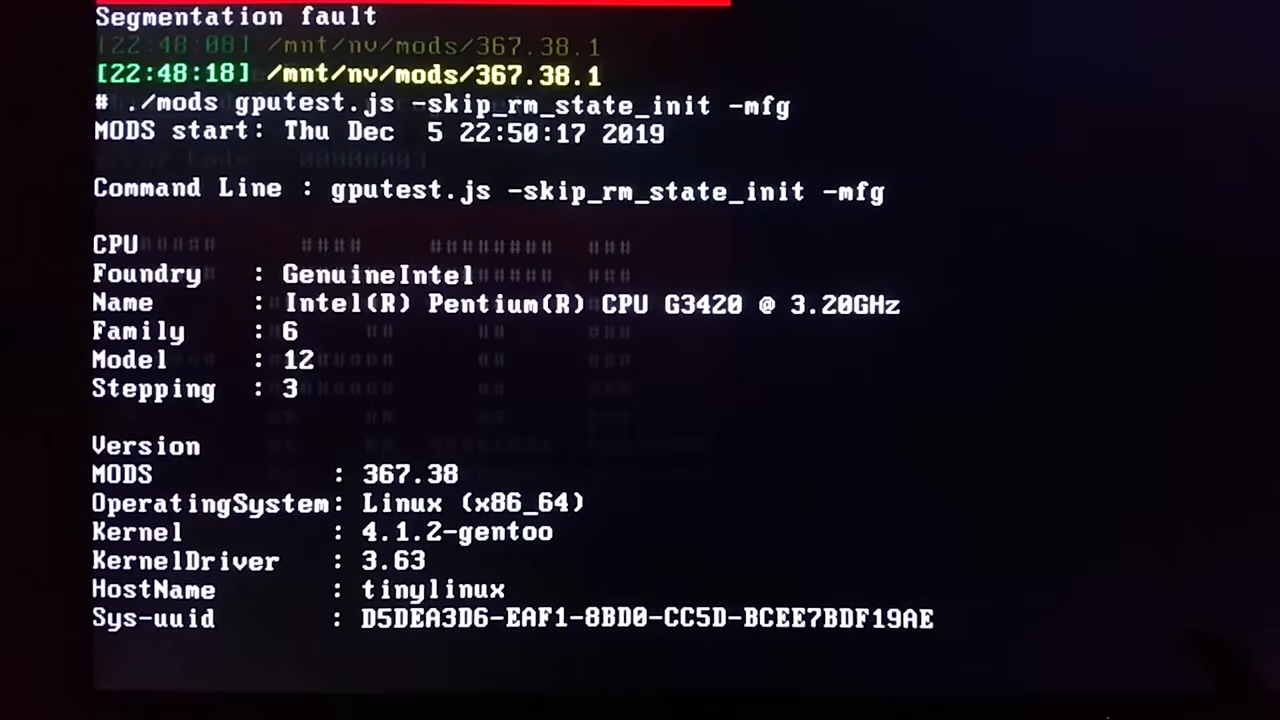 Segmentation fault
[22:48:08] /mnt/nv/mods/367.38.1
[22:48:18] /mnt/nv/mods/367.38.1
# ./mods gputest.js -skip_rm_state_init -mfg
MODS start: Thu Dec  5 22:50:17 2019
Command Line : gputest.js -skip_rm_state_init -mfg
CPU
Foundry : GenuineIntel
Name : Intel(R) Pentium(R) CPU G3420 @ 3.20GHz
Family : 6
Model : 12
Stepping : 3
Version
MODS : 367.38
OperatingSystem: Linux (x86_64)
Kernel : 4.1.2-gentoo
KernelDriver : 3.63
HostName : tinylinux
Sys-uuid : D5DEA3D6-EAF1-8BD0-CC5D-BCEE7BDF19AE